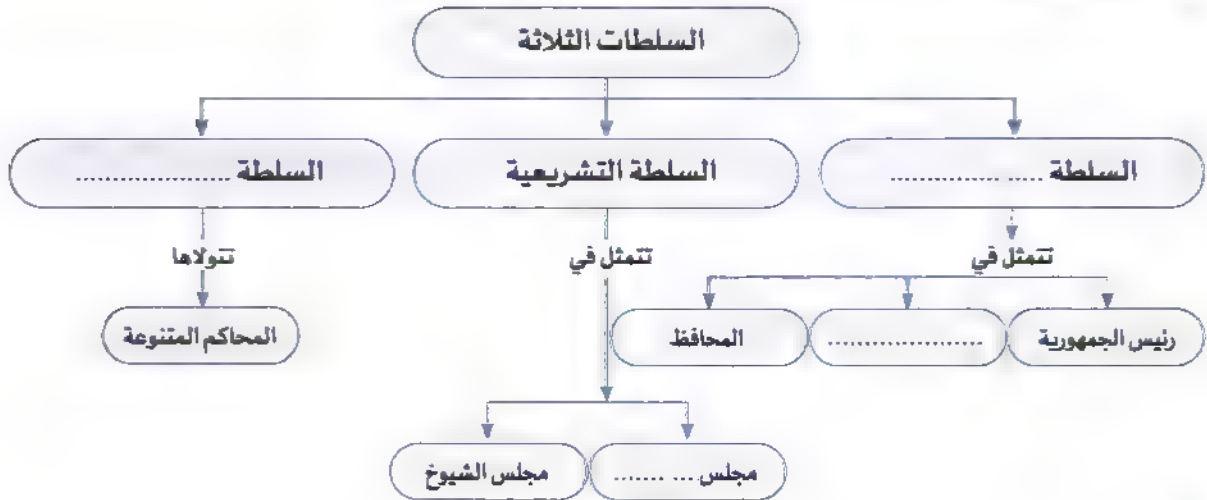 السلطات الثلاثة
السلطة ..................
السلطة التشريعية
السلطة ..................
تتمثل في
تتمثل في
تتولاها
رئيس الجمهورية
..................
المحافظ
المحاكم المتنوعة
مجلس ... .......
مجلس الشيوخ